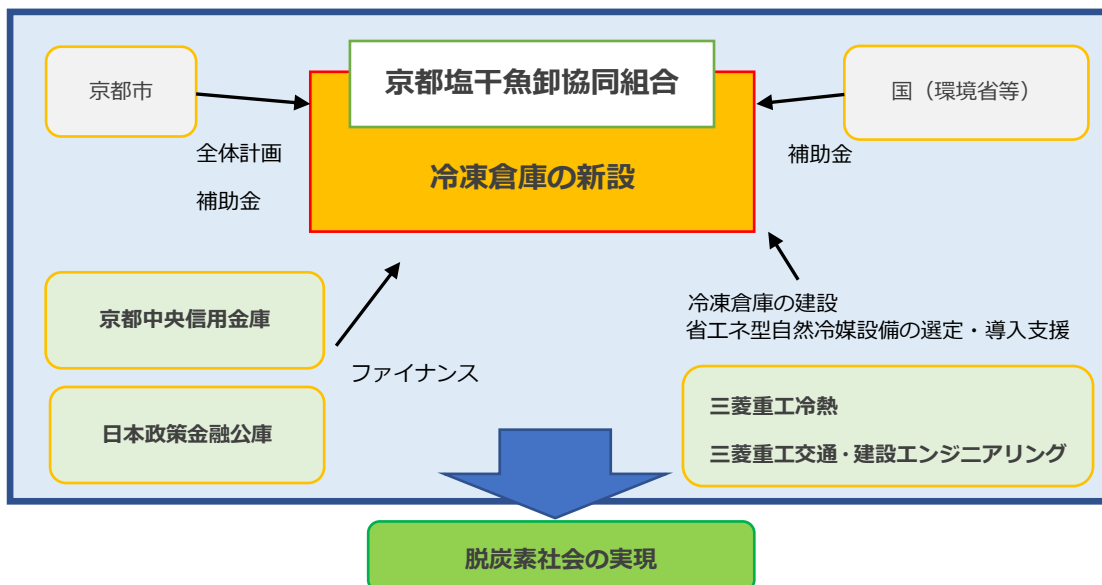 京都塩干魚卸協同組合
京都市
国（環境省等）
全体計画
補助金
冷凍倉庫の新設
補助金
京都中央信用金庫
冷凍倉庫の建設
省エネ型自然冷媒設備の選定・導入支援
ファイナンス
日本政策金融公庫
三菱重工冷熱
三菱重工交通・建設エンジニアリング
脱炭素社会の実現